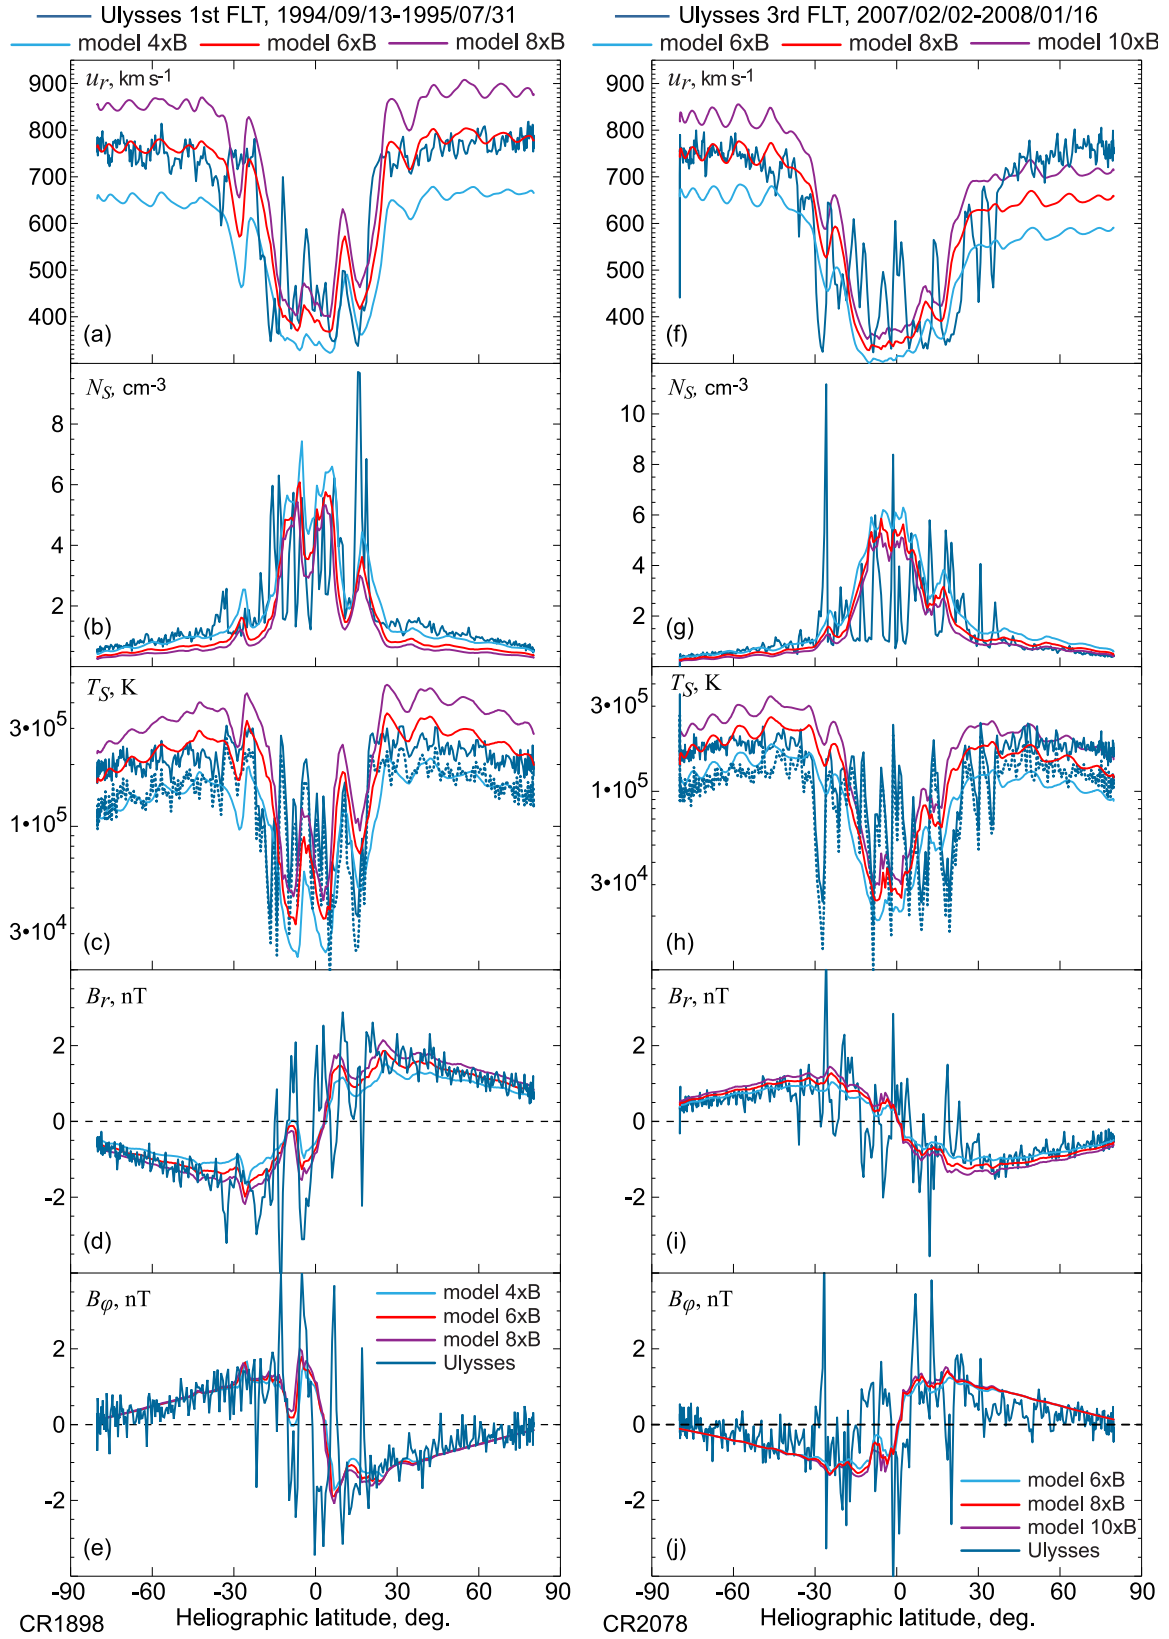 Ulysses 1st FLT, 1994/09/13-1995/07/31
model 4xB model 6xB model 8xB
u_r, km s-1
900
800
700
600
500
400
(a)
N_S, cm-3
8
6
4
2
(b)
T_S, K
3•10^5
1•10^5
3•10^4
(c)
B_r, nT
2
0
-2
(d)
B_φ, nT
model 4xB
model 6xB
model 8xB
Ulysses
2
0
-2
(e)
-90 -60 -30 0 30 60 90
Heliographic latitude, deg.
CR1898
Ulysses 3rd FLT, 2007/02/02-2008/01/16
model 6xB model 8xB model 10xB
u_r, km s-1
900
800
700
600
500
400
(f)
N_S, cm-3
10
8
6
4
2
(g)
T_S, K
3•10^5
1•10^5
3•10^4
(h)
B_r, nT
2
0
-2
(i)
B_φ, nT
2
0
-2
model 6xB
model 8xB
model 10xB
Ulysses
(j)
-90 -60 -30 0 30 60 90
Heliographic latitude, deg.
CR2078